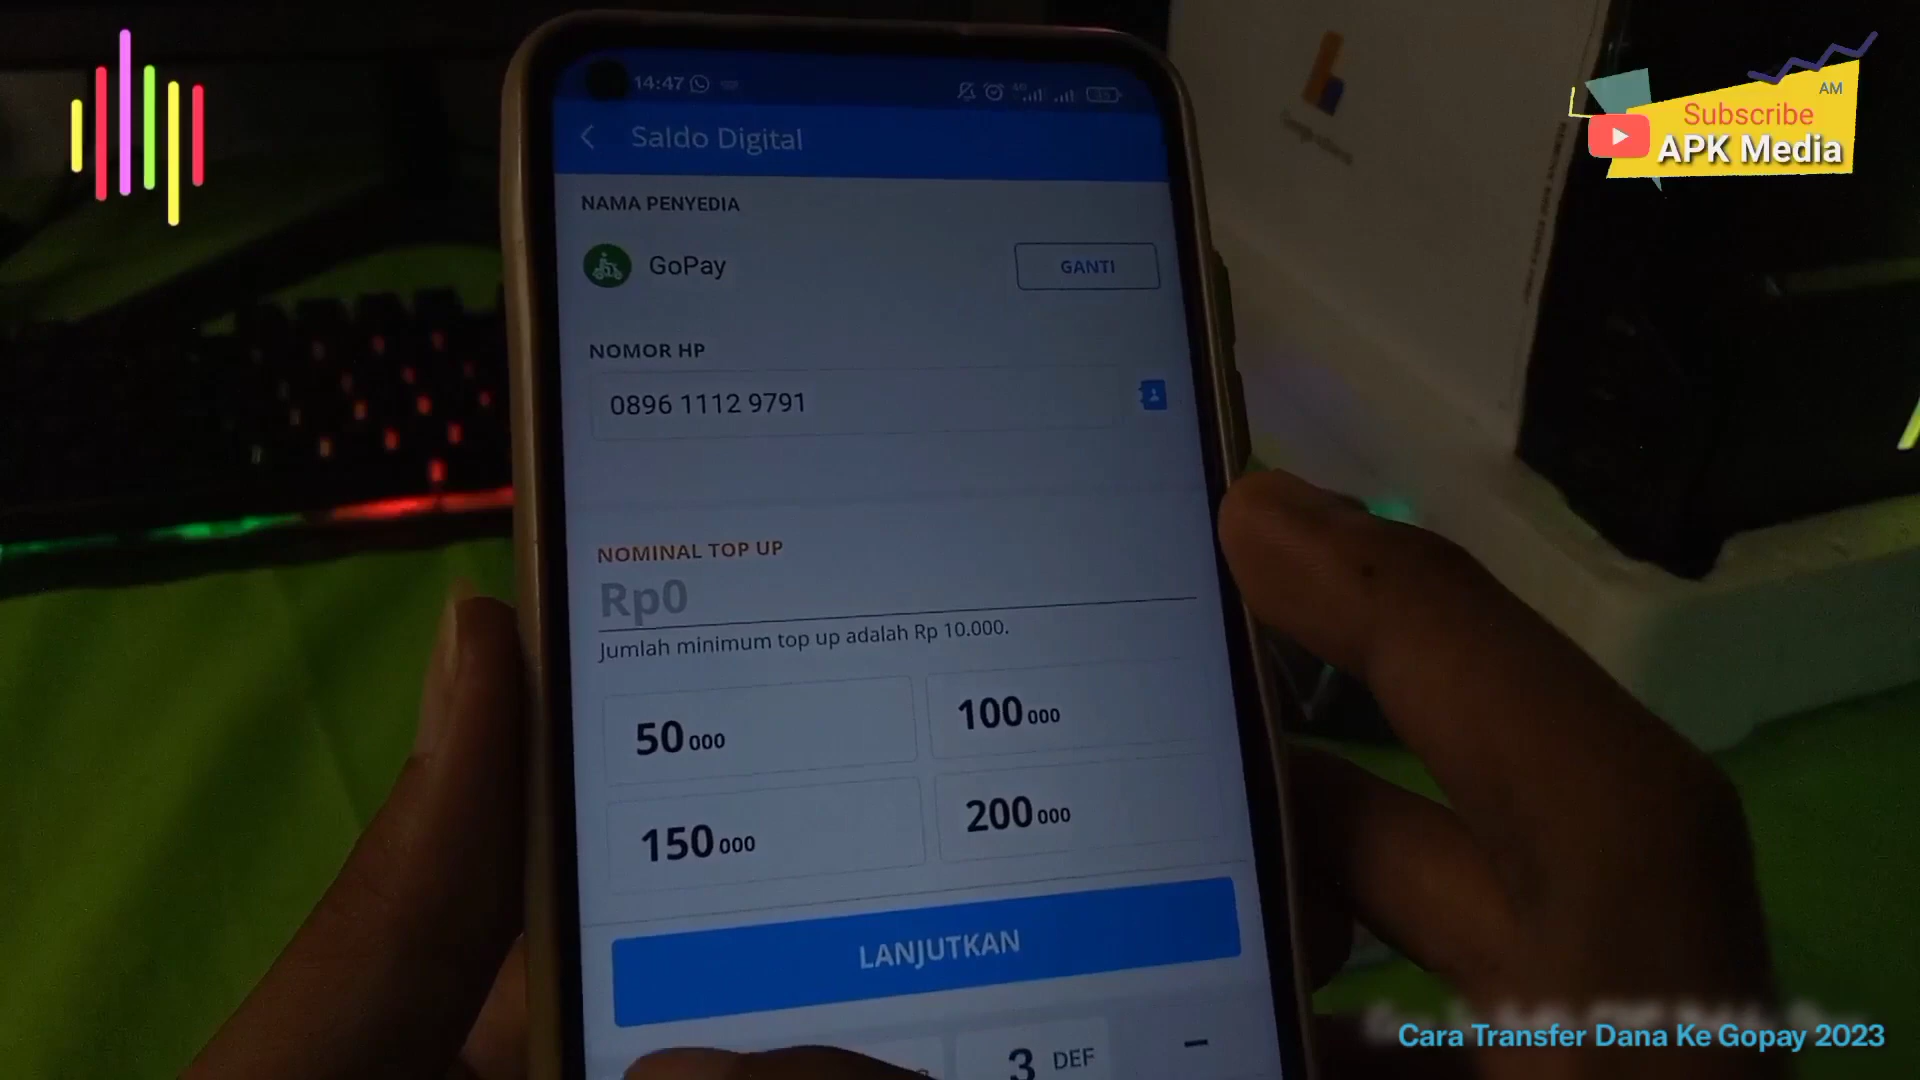 14:47
Saldo Digital
NAMA PENYEDIA
GoPay
GANTI
NOMOR HP
0896 1112 9791
NOMINAL TOP UP
Rp0
Jumlah minimum top up adalah Rp 10.000.
50 000
100 000
150 000
200 000
LANJUTKAN
3 DEF
AM
Subscribe
APK Media
Cara Transfer Dana Ke Gopay 2023